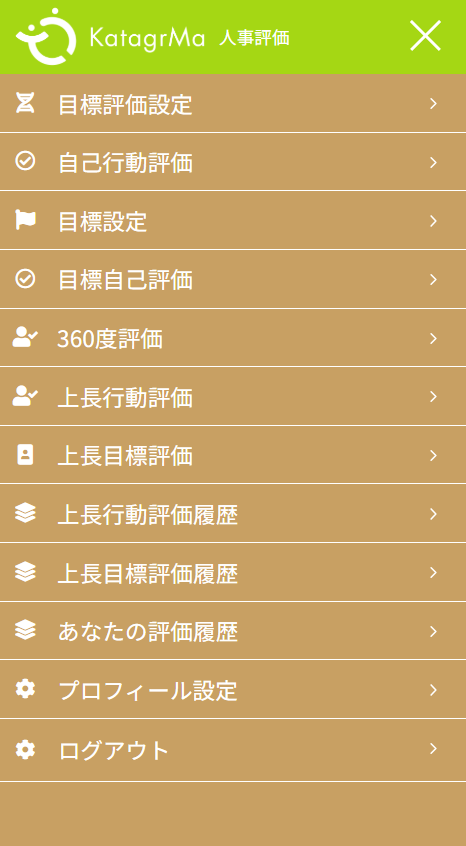 KatagrMa 人事評価
目標評価設定
自己行動評価
目標設定
目標自己評価
360度評価
上長行動評価
上長目標評価
上長行動評価履歴
上長目標評価履歴
あなたの評価履歴
プロフィール設定
ログアウト